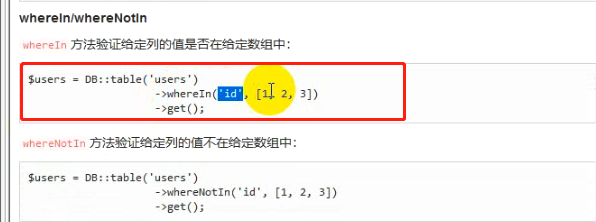 whereIn/whereNotIn
whereIn 方法验证给定列的值是否在给定数组中：
$users = DB::table('users')
->whereIn('id', [1, 2, 3])
->get();
whereNotIn 方法验证给定列的值不在给定数组中：
$users = DB::table('users')
->whereNotIn('id', [1, 2, 3])
->get();